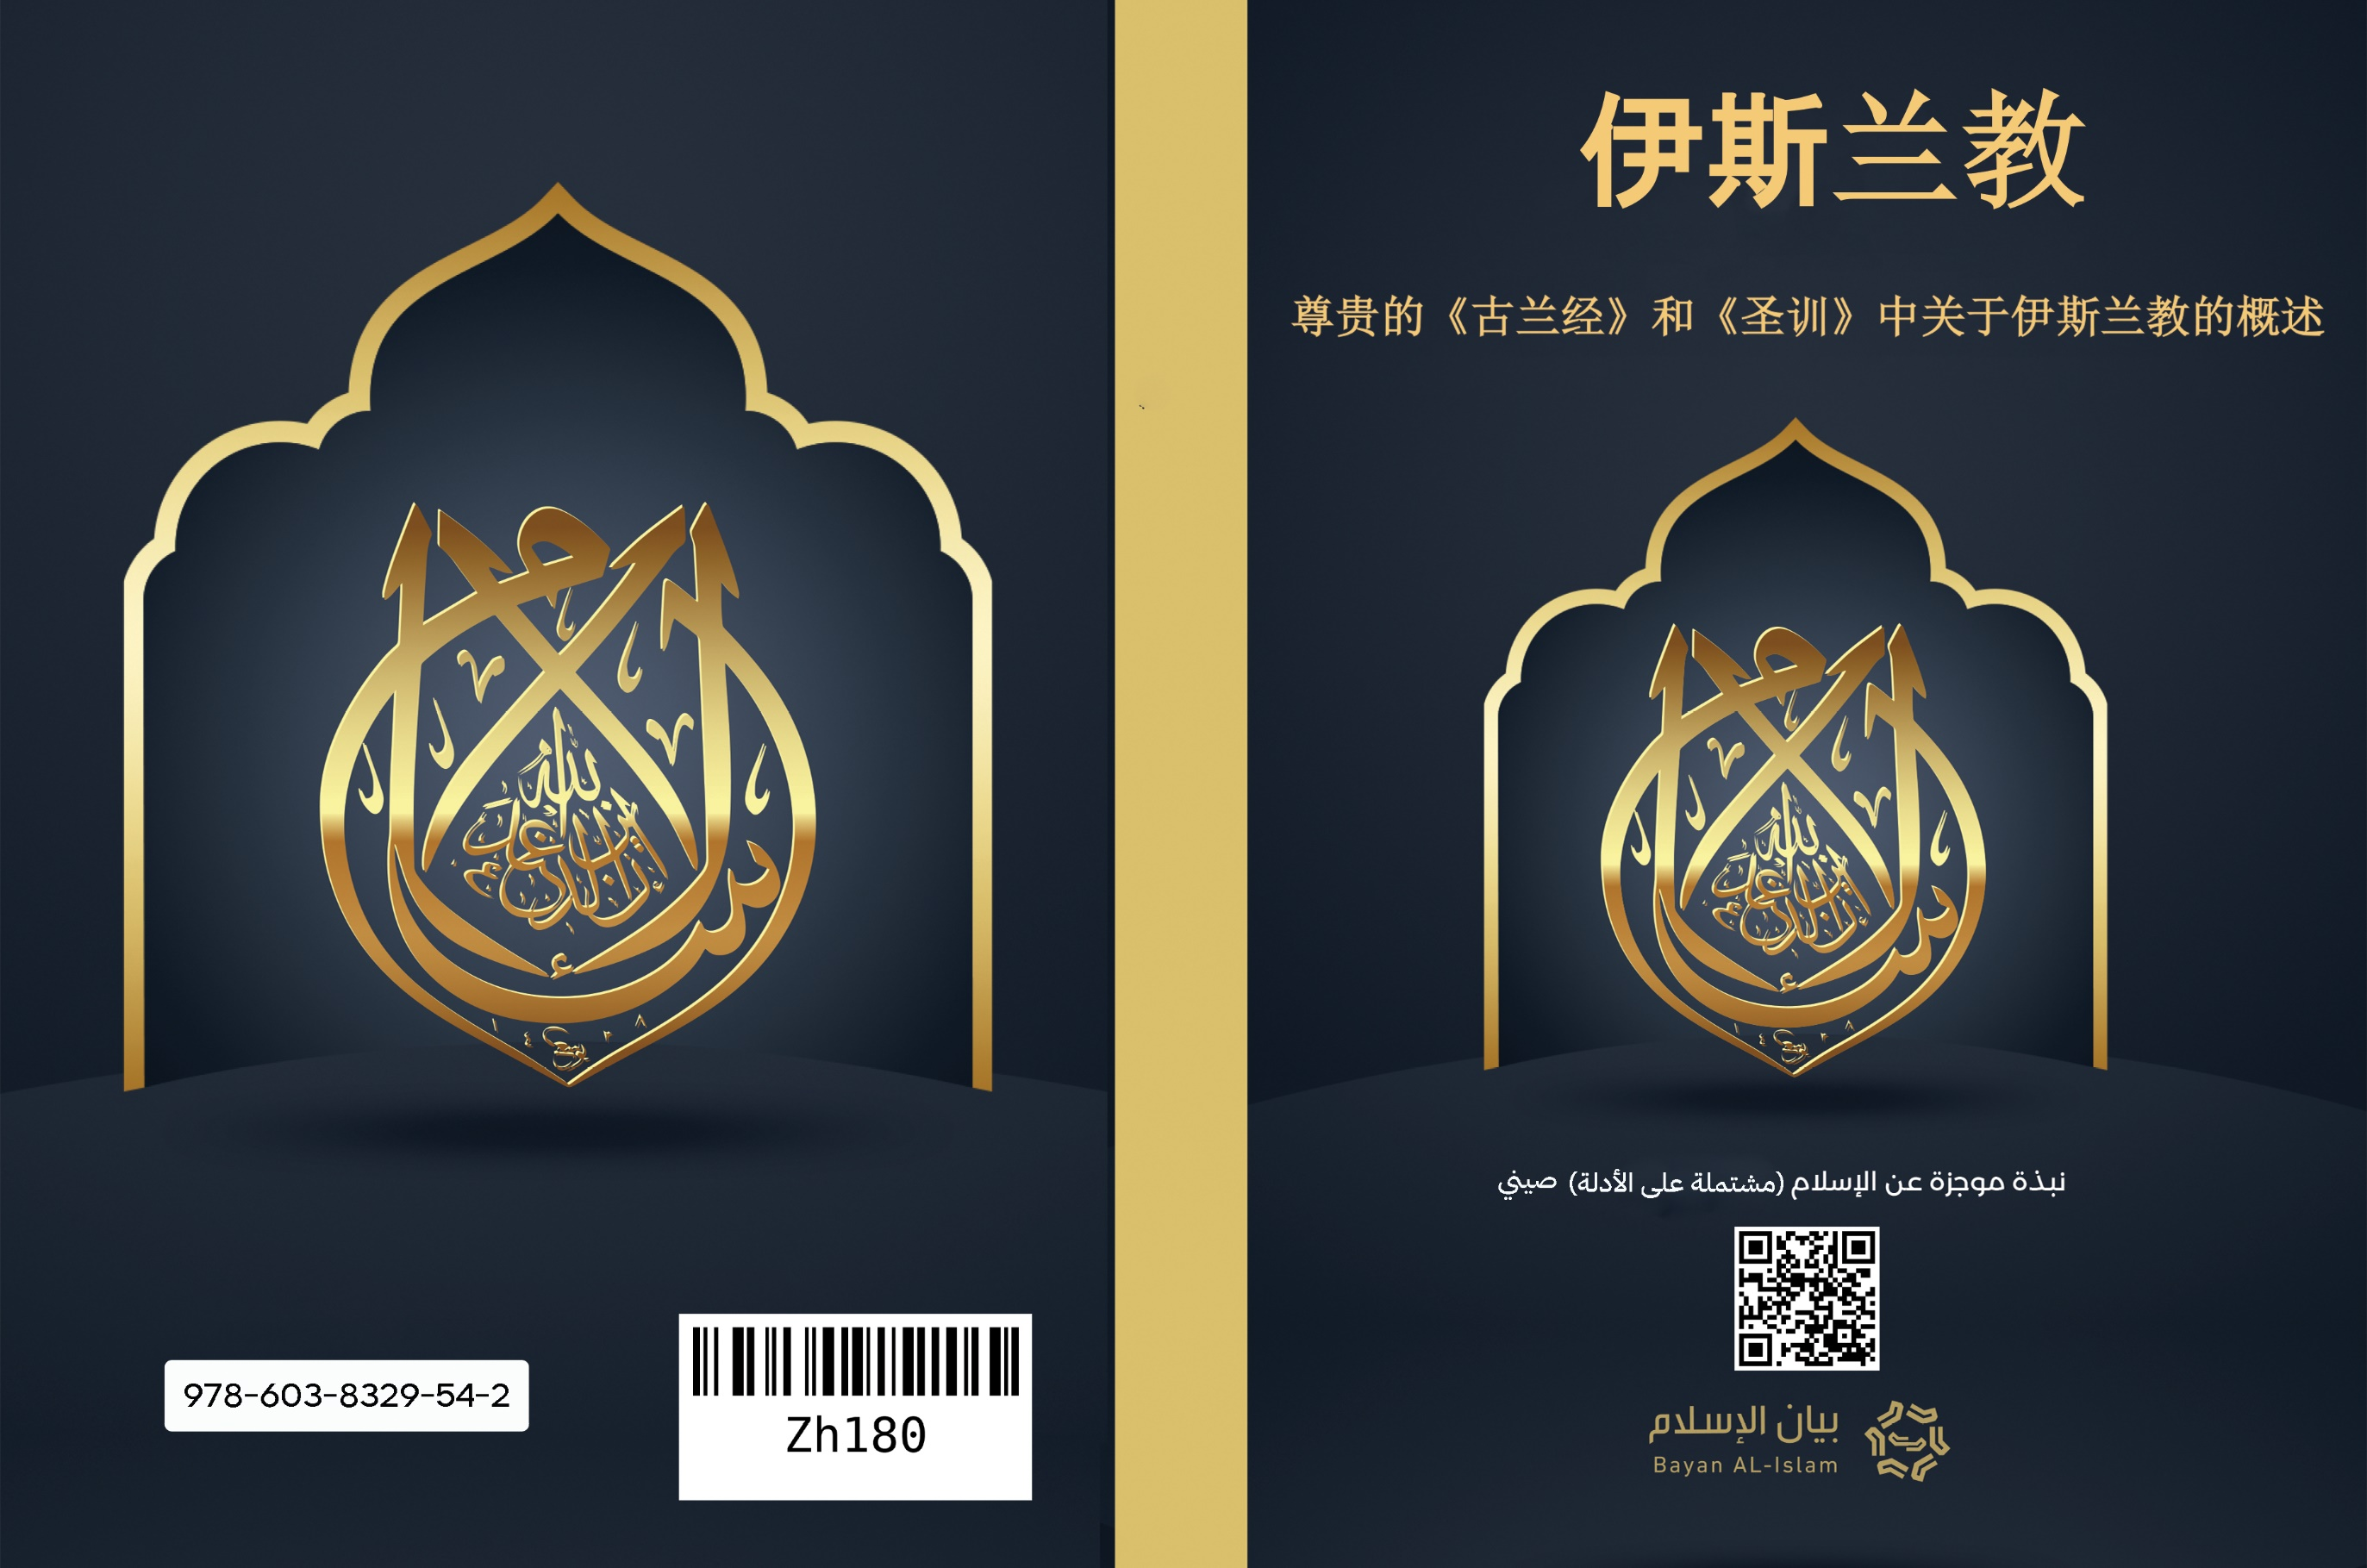 伊斯兰教
尊贵的《古兰经》和《圣训》中关于伊斯兰教的概述
نبذة موجزة عن الإسلام (مشتملة على الأدلة) صيني
بيان الإسلام
Bayan AL-Islam
978-603-8329-54-2
Zh180